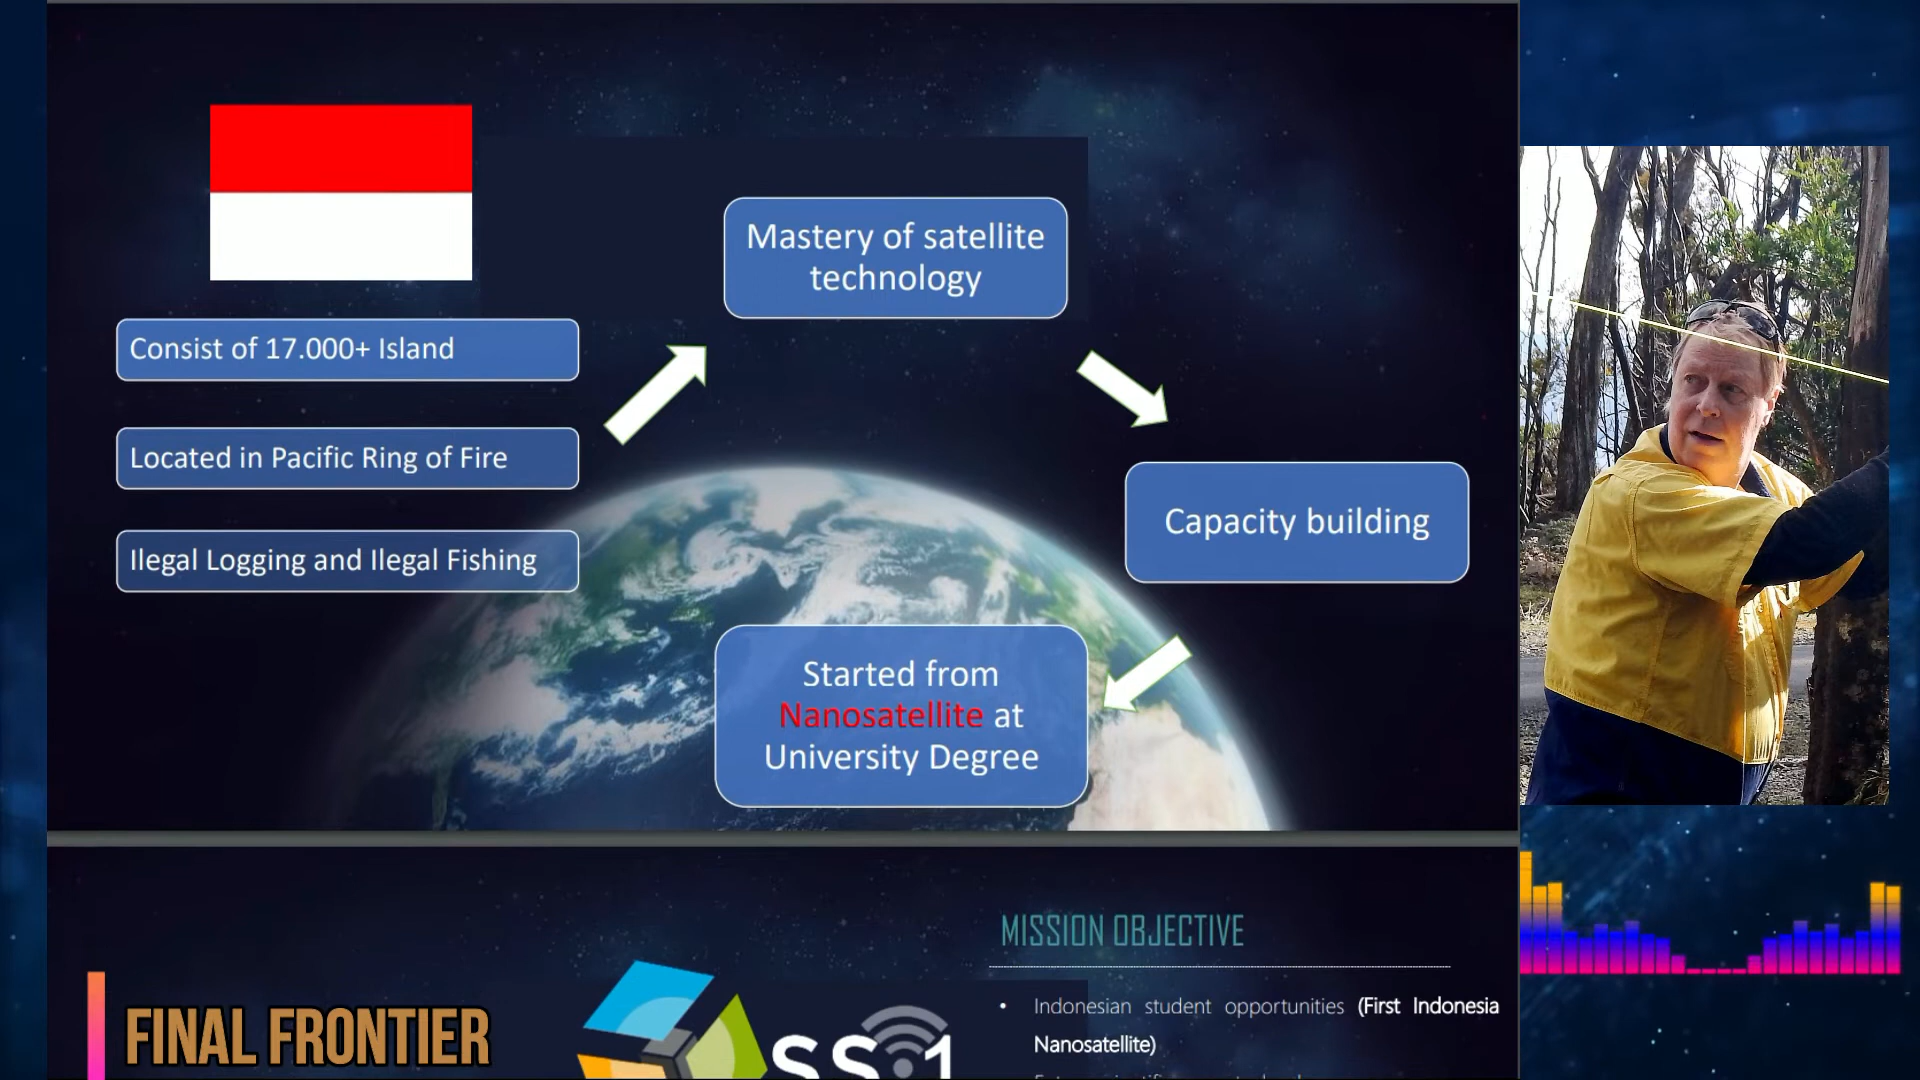 Mastery of satellite
technology
Consist of 17.000+ Island
Located in Pacific Ring of Fire
Ilegal Logging and Ilegal Fishing
Capacity building
Started from
Nanosatellite at
University Degree
MISSION OBJECTIVE
• Indonesian student opportunities (First Indonesia
Nanosatellite)
FINAL FRONTIER
SS 1